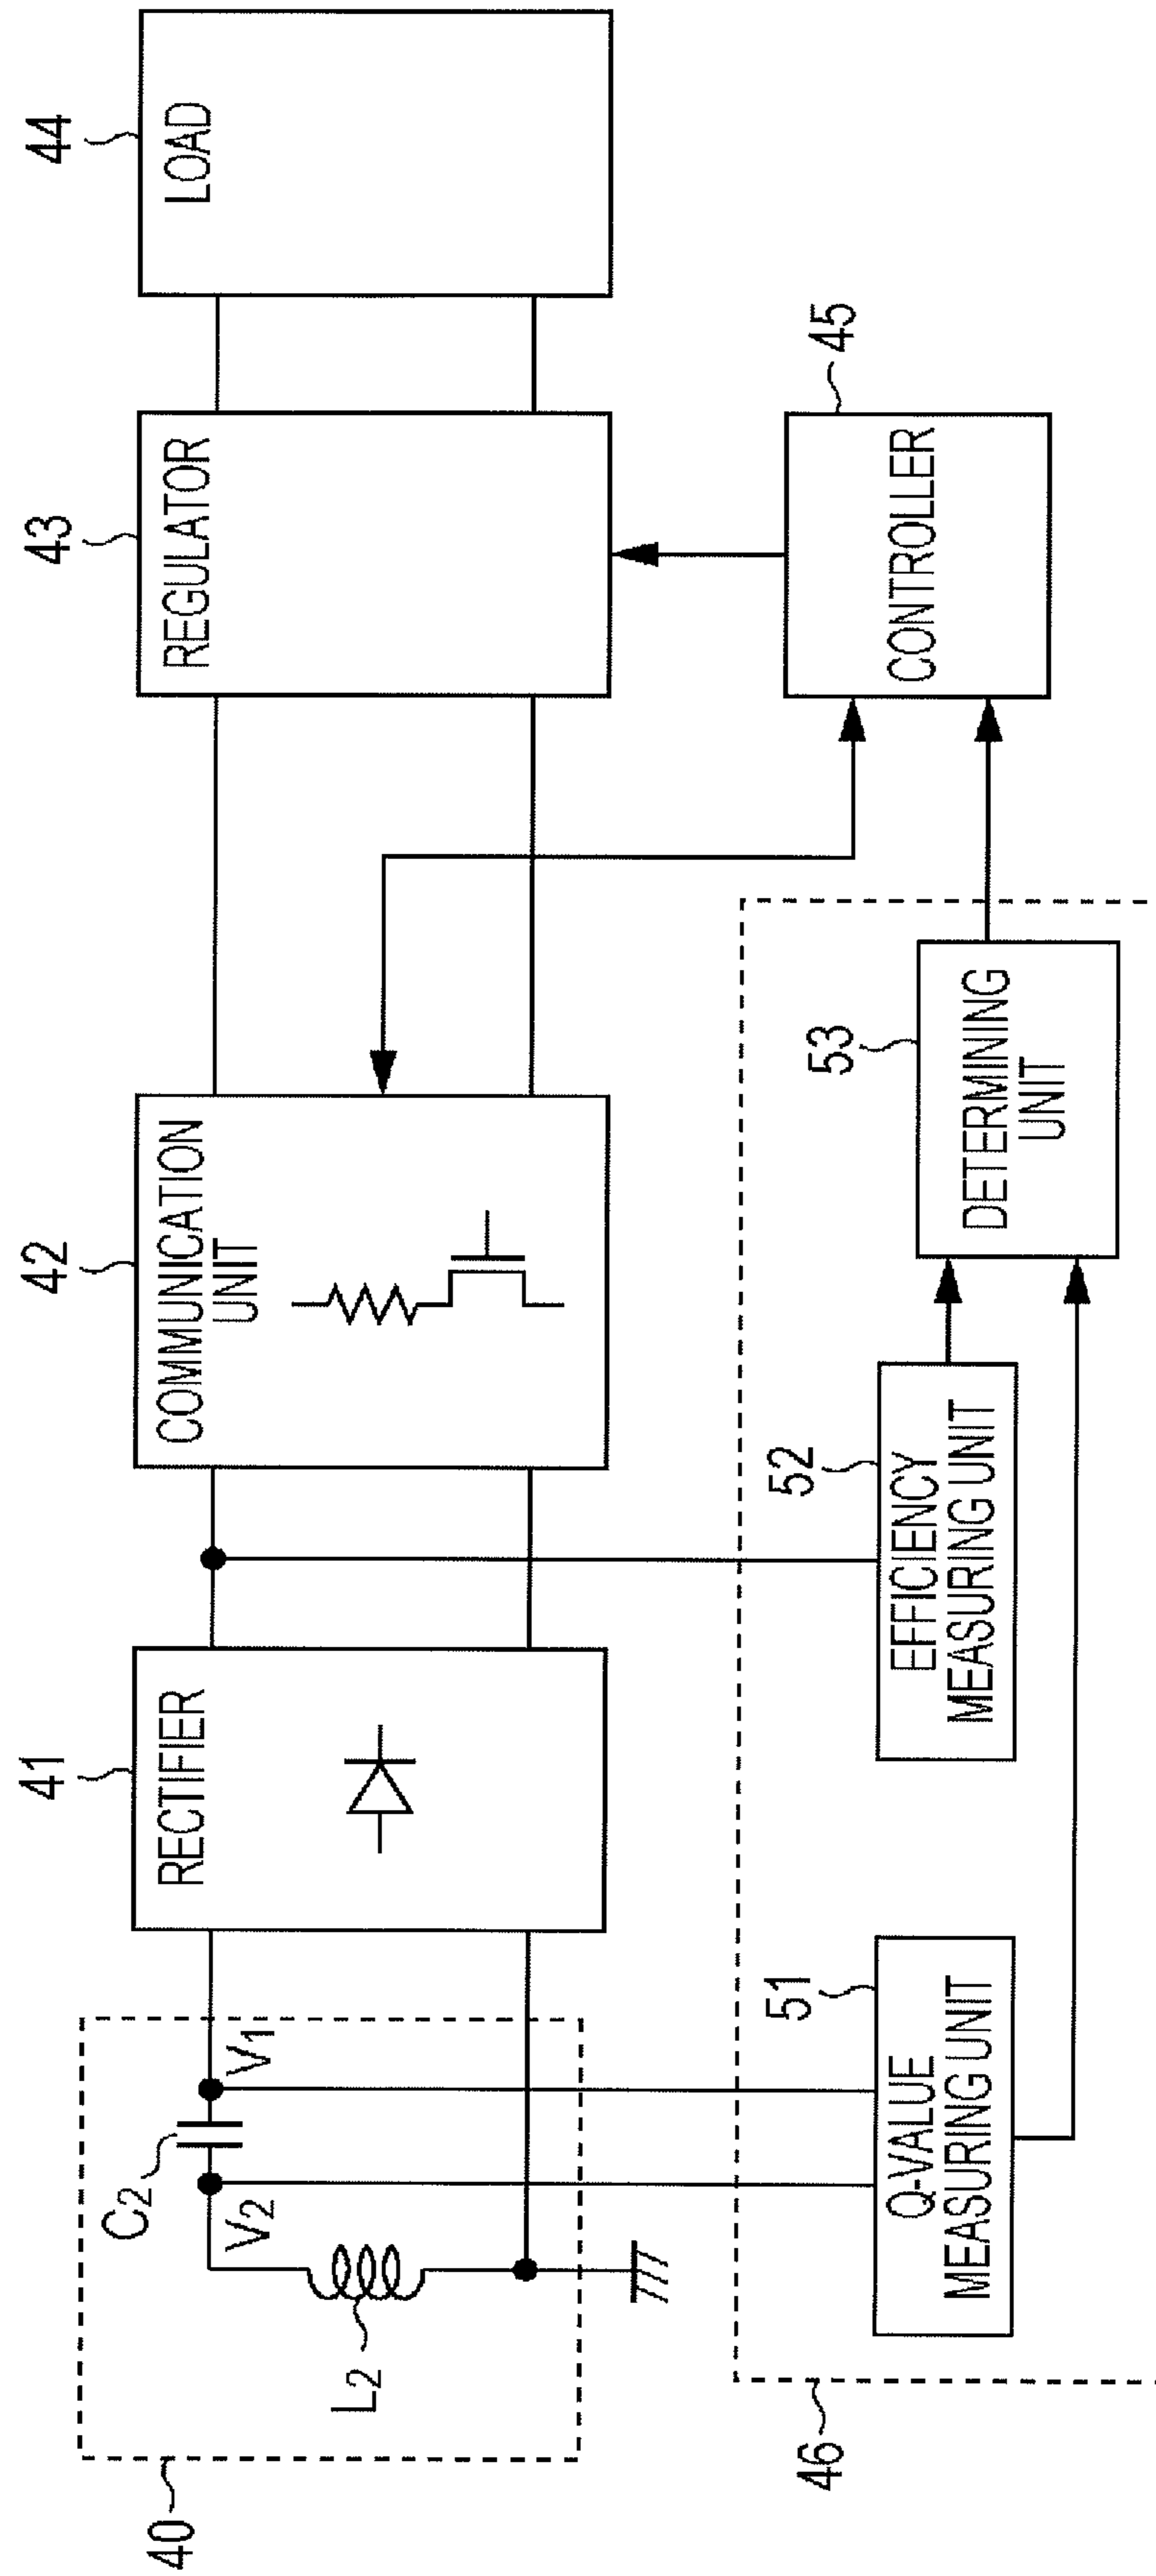 40
C2
V1
V2
L2
41
RECTIFIER
42
COMMUNICATION
UNIT
43
REGULATOR
44
LOAD
45
CONTROLLER
46
51
Q-VALUE
MEASURING UNIT
52
EFFICIENCY
MEASURING UNIT
53
DETERMINING
UNIT